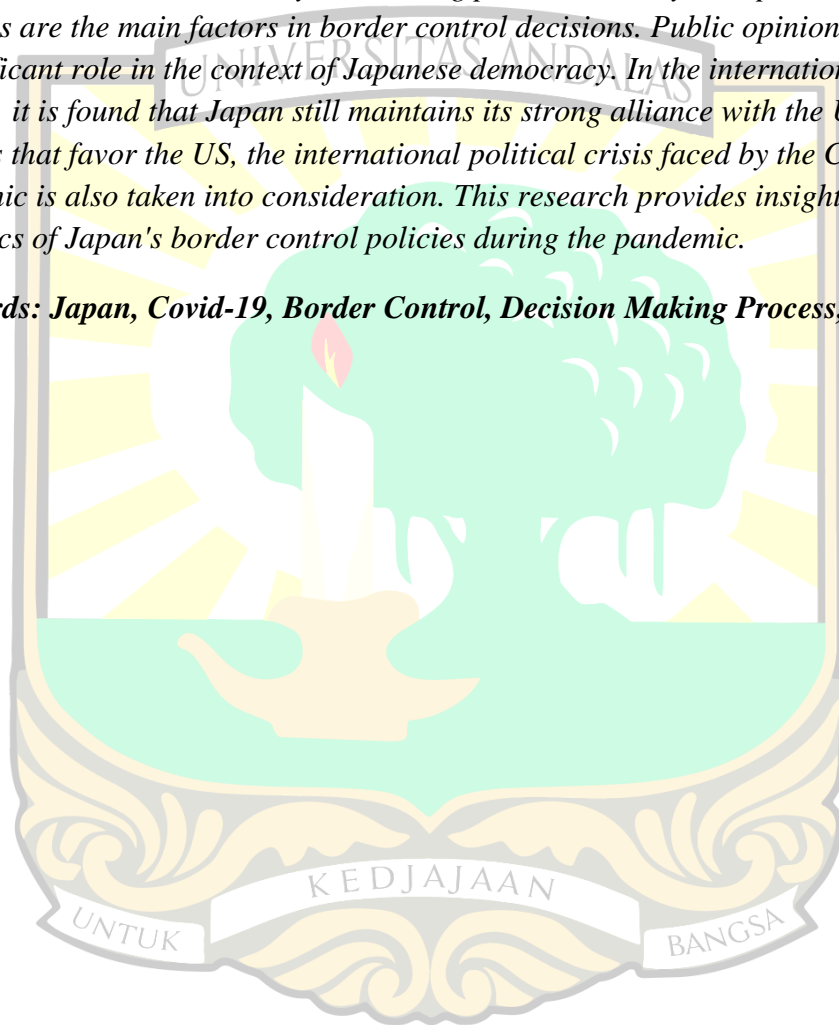 s are the main factors in border control decisions. Public opinion
ficant role in the context of Japanese democracy. In the internation
it is found that Japan still maintains its strong alliance with the U
s that favor the US, the international political crisis faced by the C
nic is also taken into consideration. This research provides insight
cs of Japan's border control policies during the pandemic.
rds: Japan, Covid-19, Border Control, Decision Making Process,
UNIVERSITAS ANDALAS
KEDJAJAAN
UNTUK
BANGSA